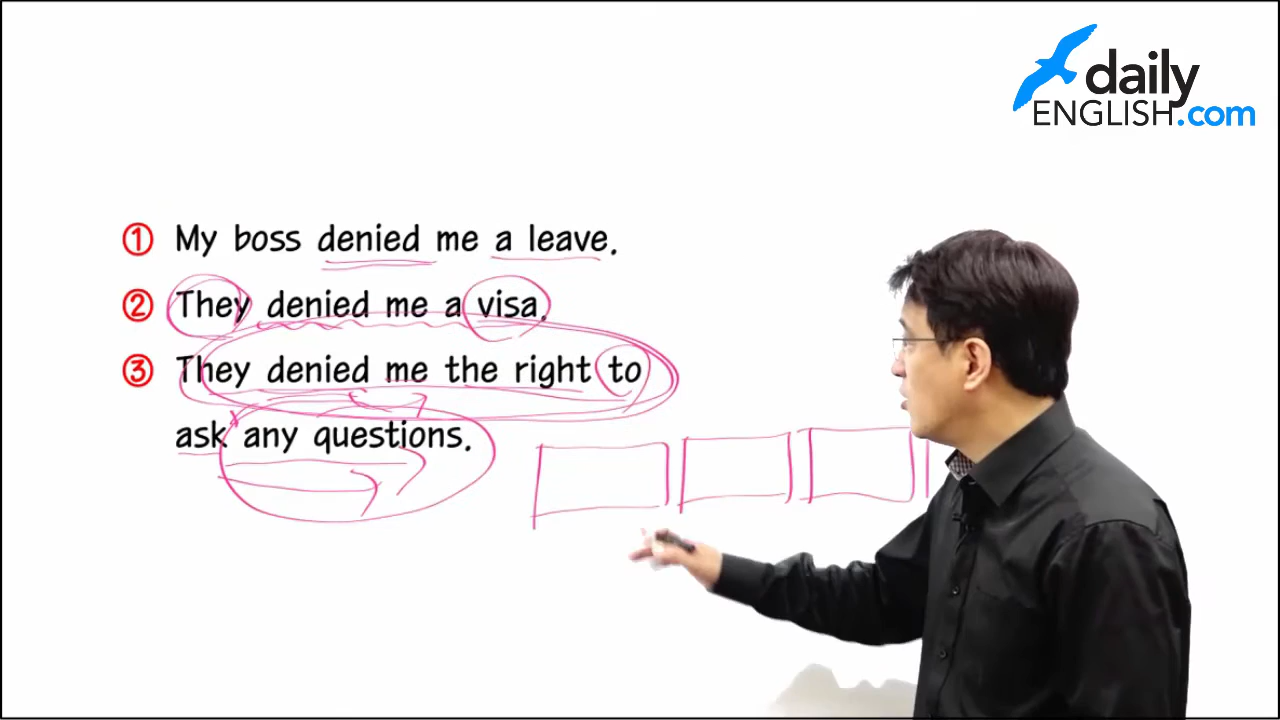 daily
ENGLISH.com
① My boss denied me a leave.
② They denied me a visa.
③ They denied me the right to
ask any questions.